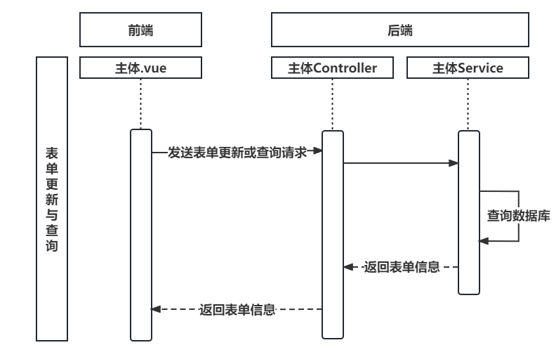 前端
后端
主体.vue
主体Controller
主体Service
表单更新与查询
发送表单更新或查询请求
查询数据库
返回表单信息
返回表单信息